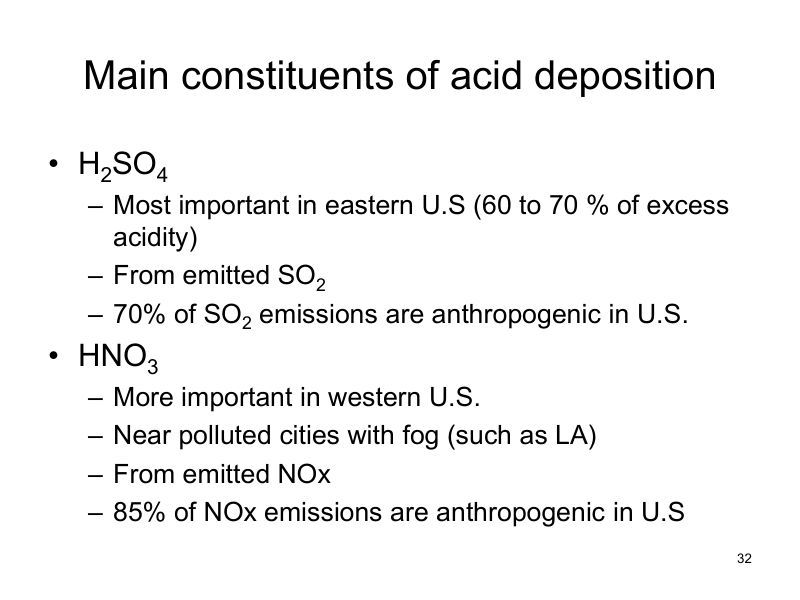 Main constituents of acid deposition
• H₂SO₄
– Most important in eastern U.S (60 to 70 % of excess
acidity)
– From emitted SO₂
– 70% of SO₂ emissions are anthropogenic in U.S.
• HNO₃
– More important in western U.S.
– Near polluted cities with fog (such as LA)
– From emitted NOx
– 85% of NOx emissions are anthropogenic in U.S
32